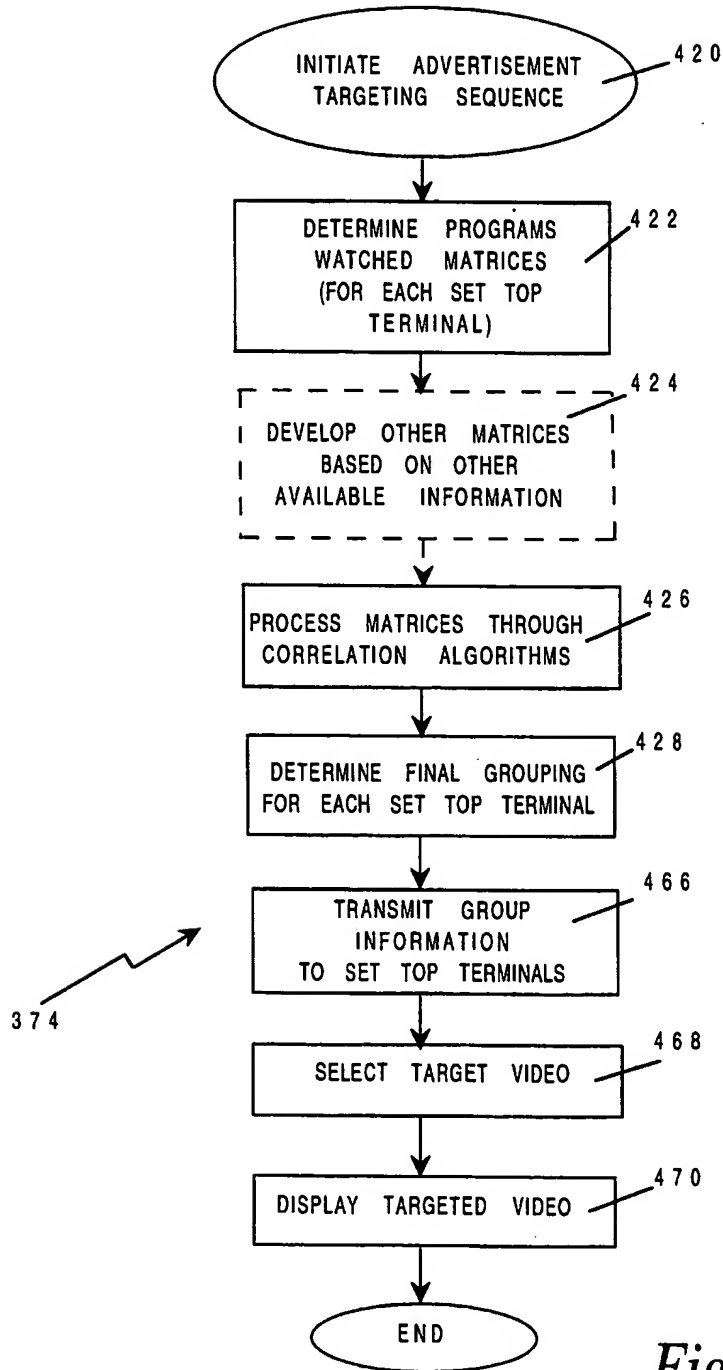 INITIATE ADVERTISEMENT
TARGETING SEQUENCE
420
DETERMINE PROGRAMS
WATCHED MATRICES
(FOR EACH SET TOP
TERMINAL)
422
DEVELOP OTHER MATRICES
BASED ON OTHER
AVAILABLE INFORMATION
424
PROCESS MATRICES THROUGH
CORRELATION ALGORITHMS
426
DETERMINE FINAL GROUPING
FOR EACH SET TOP TERMINAL
428
TRANSMIT GROUP
INFORMATION
TO SET TOP TERMINALS
466
374
SELECT TARGET VIDEO
468
DISPLAY TARGETED VIDEO
470
END